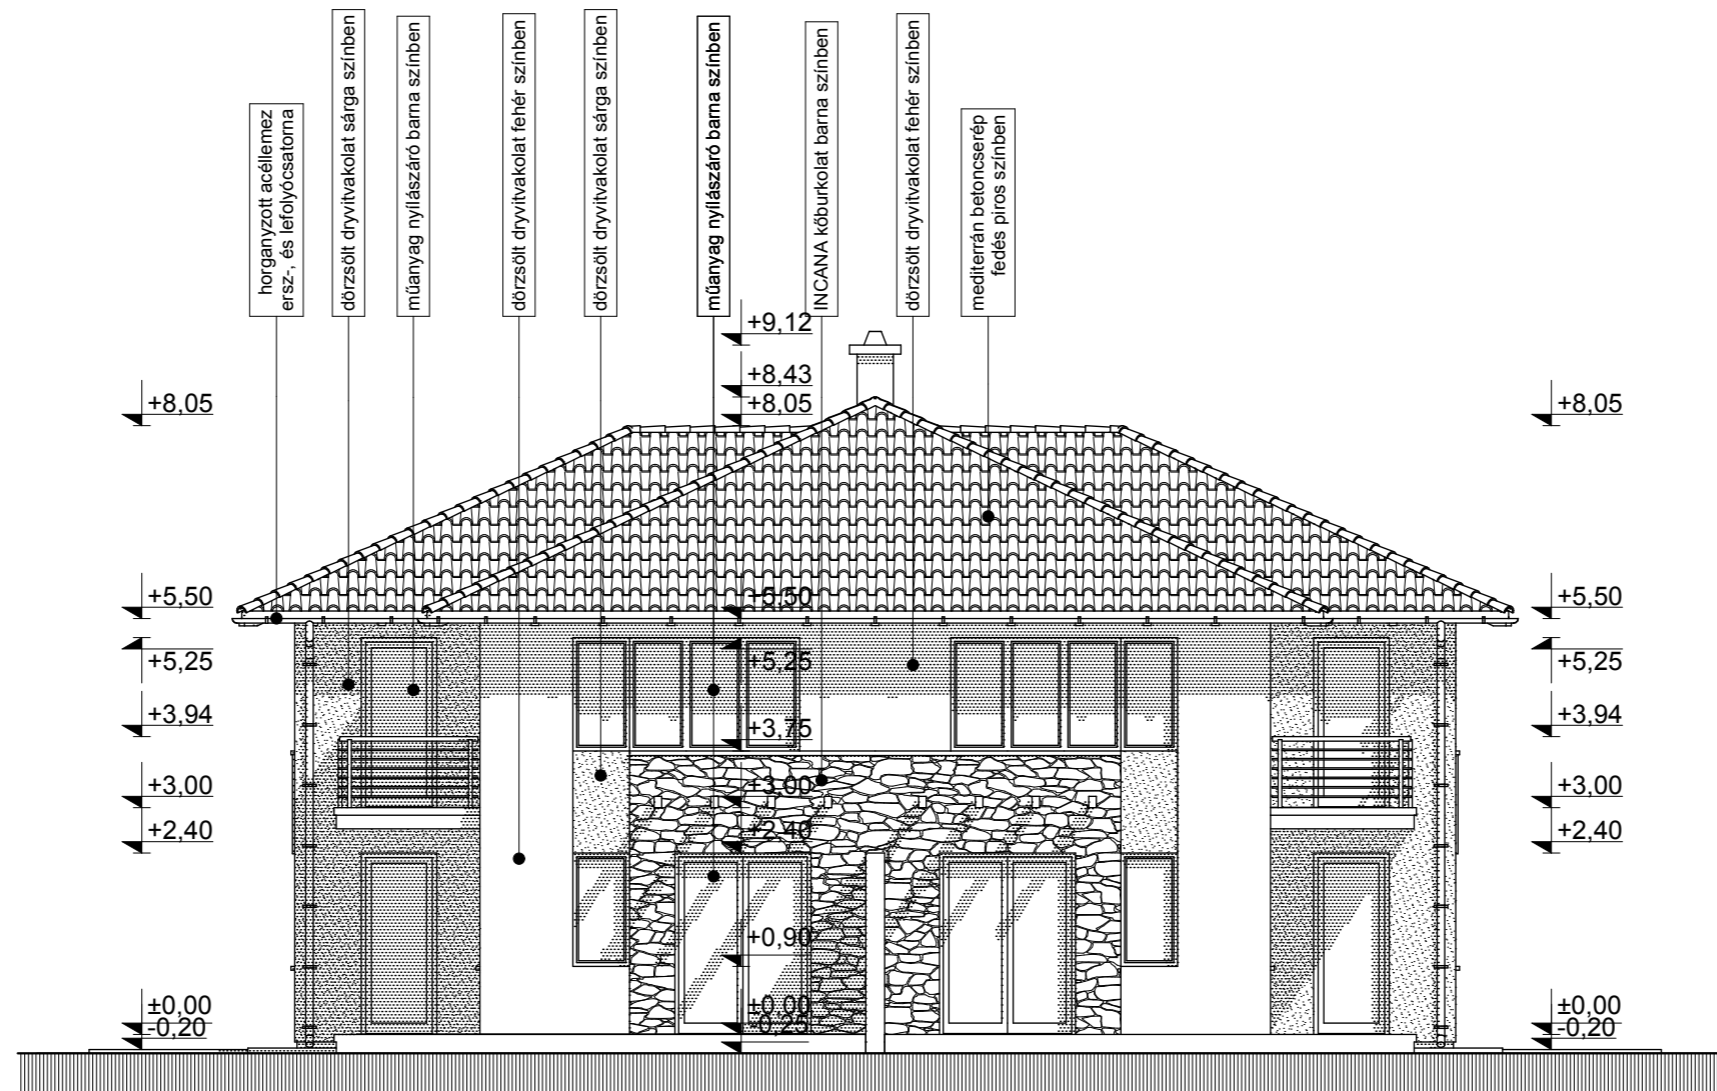 horganyzott acéllemez
ersz-, és lefolyócsatorna
dörzsölt dryvitvakolat sárga színben
műanyag nyílászáró barna színben
dörzsölt dryvitvakolat fehér színben
dörzsölt dryvitvakolat sárga színben
műanyag nyílászáró barna színben
INCANA kőburkolat barna színben
dörzsölt dryvitvakolat fehér színben
mediterrán betoncserép
fedés piros színben
+8,05
+5,50
+5,25
+3,94
+3,00
+2,40
±0,00
-0,20
+9,12
+8,43
+8,05
+5,50
+5,25
+3,75
+3,00
+2,40
+0,90
±0,00
-0,25
+8,05
+5,50
+5,25
+3,94
+3,00
+2,40
±0,00
-0,20